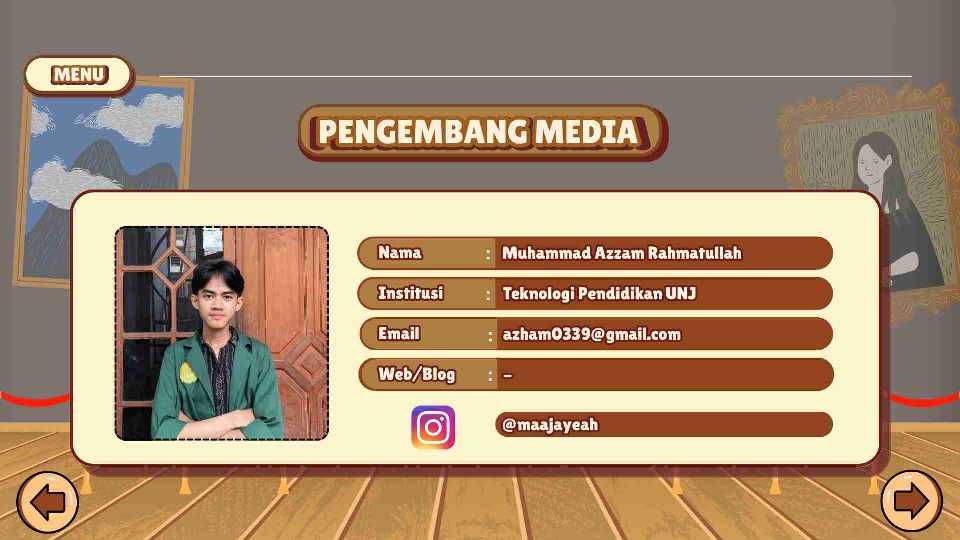 MENU
PENGEMBANG MEDIA
Nama : Muhammad Azzam Rahmatullah
Institusi : Teknologi Pendidikan UNJ
Email : azham0339@gmail.com
Web/Blog : -
@maajayeah